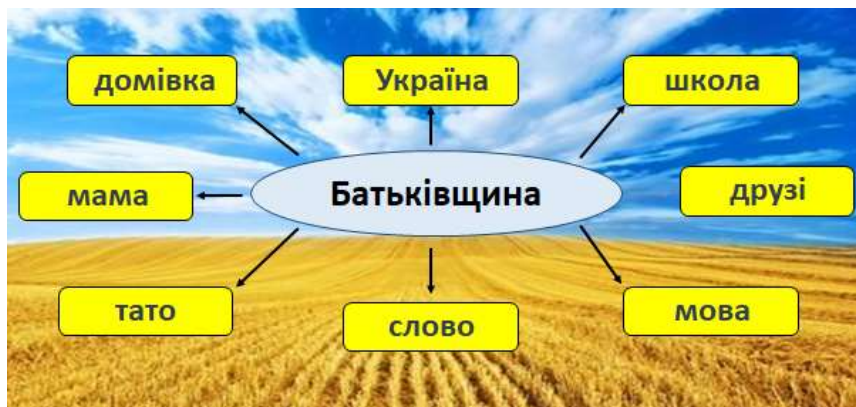 домівка
Україна
школа
мама
Батьківщина
друзі
тато
слово
мова